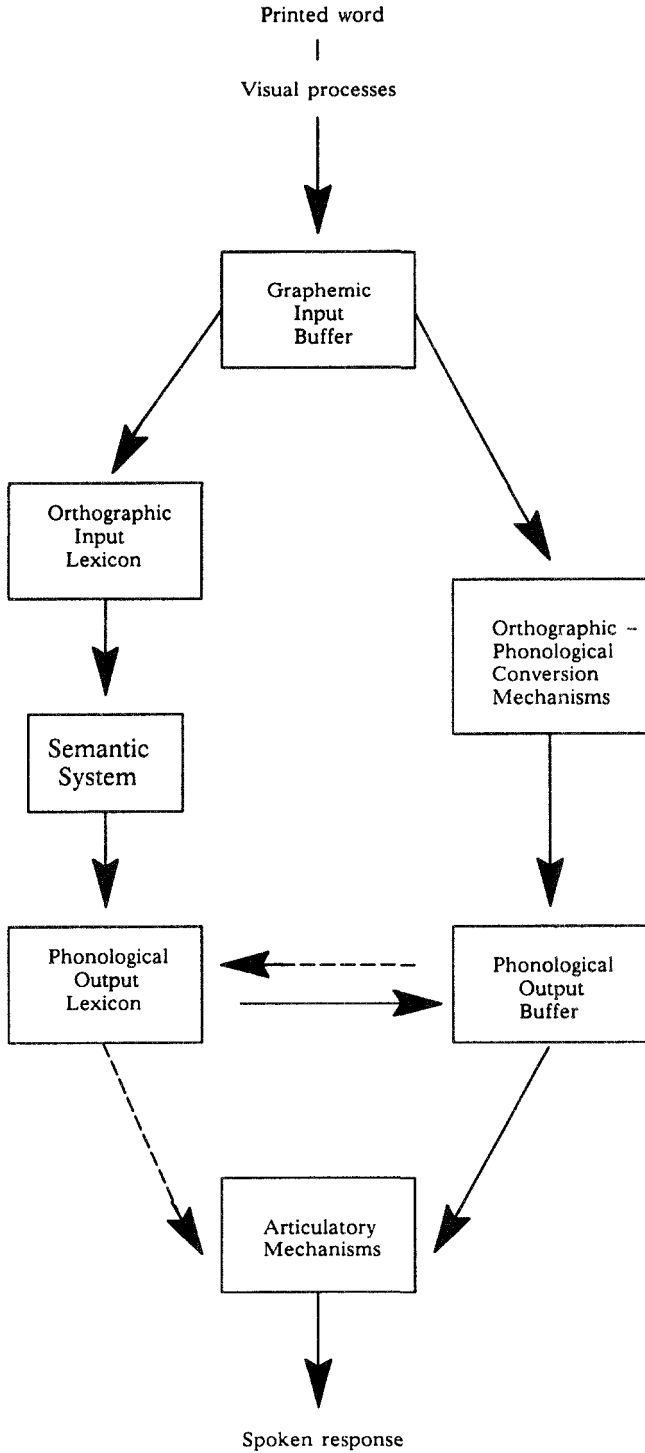 Printed word
Visual processes
Graphemic
Input
Buffer
Orthographic
Input
Lexicon
Orthographic –
Phonological
Conversion
Mechanisms
Semantic
System
Phonological
Output
Lexicon
Phonological
Output
Buffer
Articulatory
Mechanisms
Spoken response